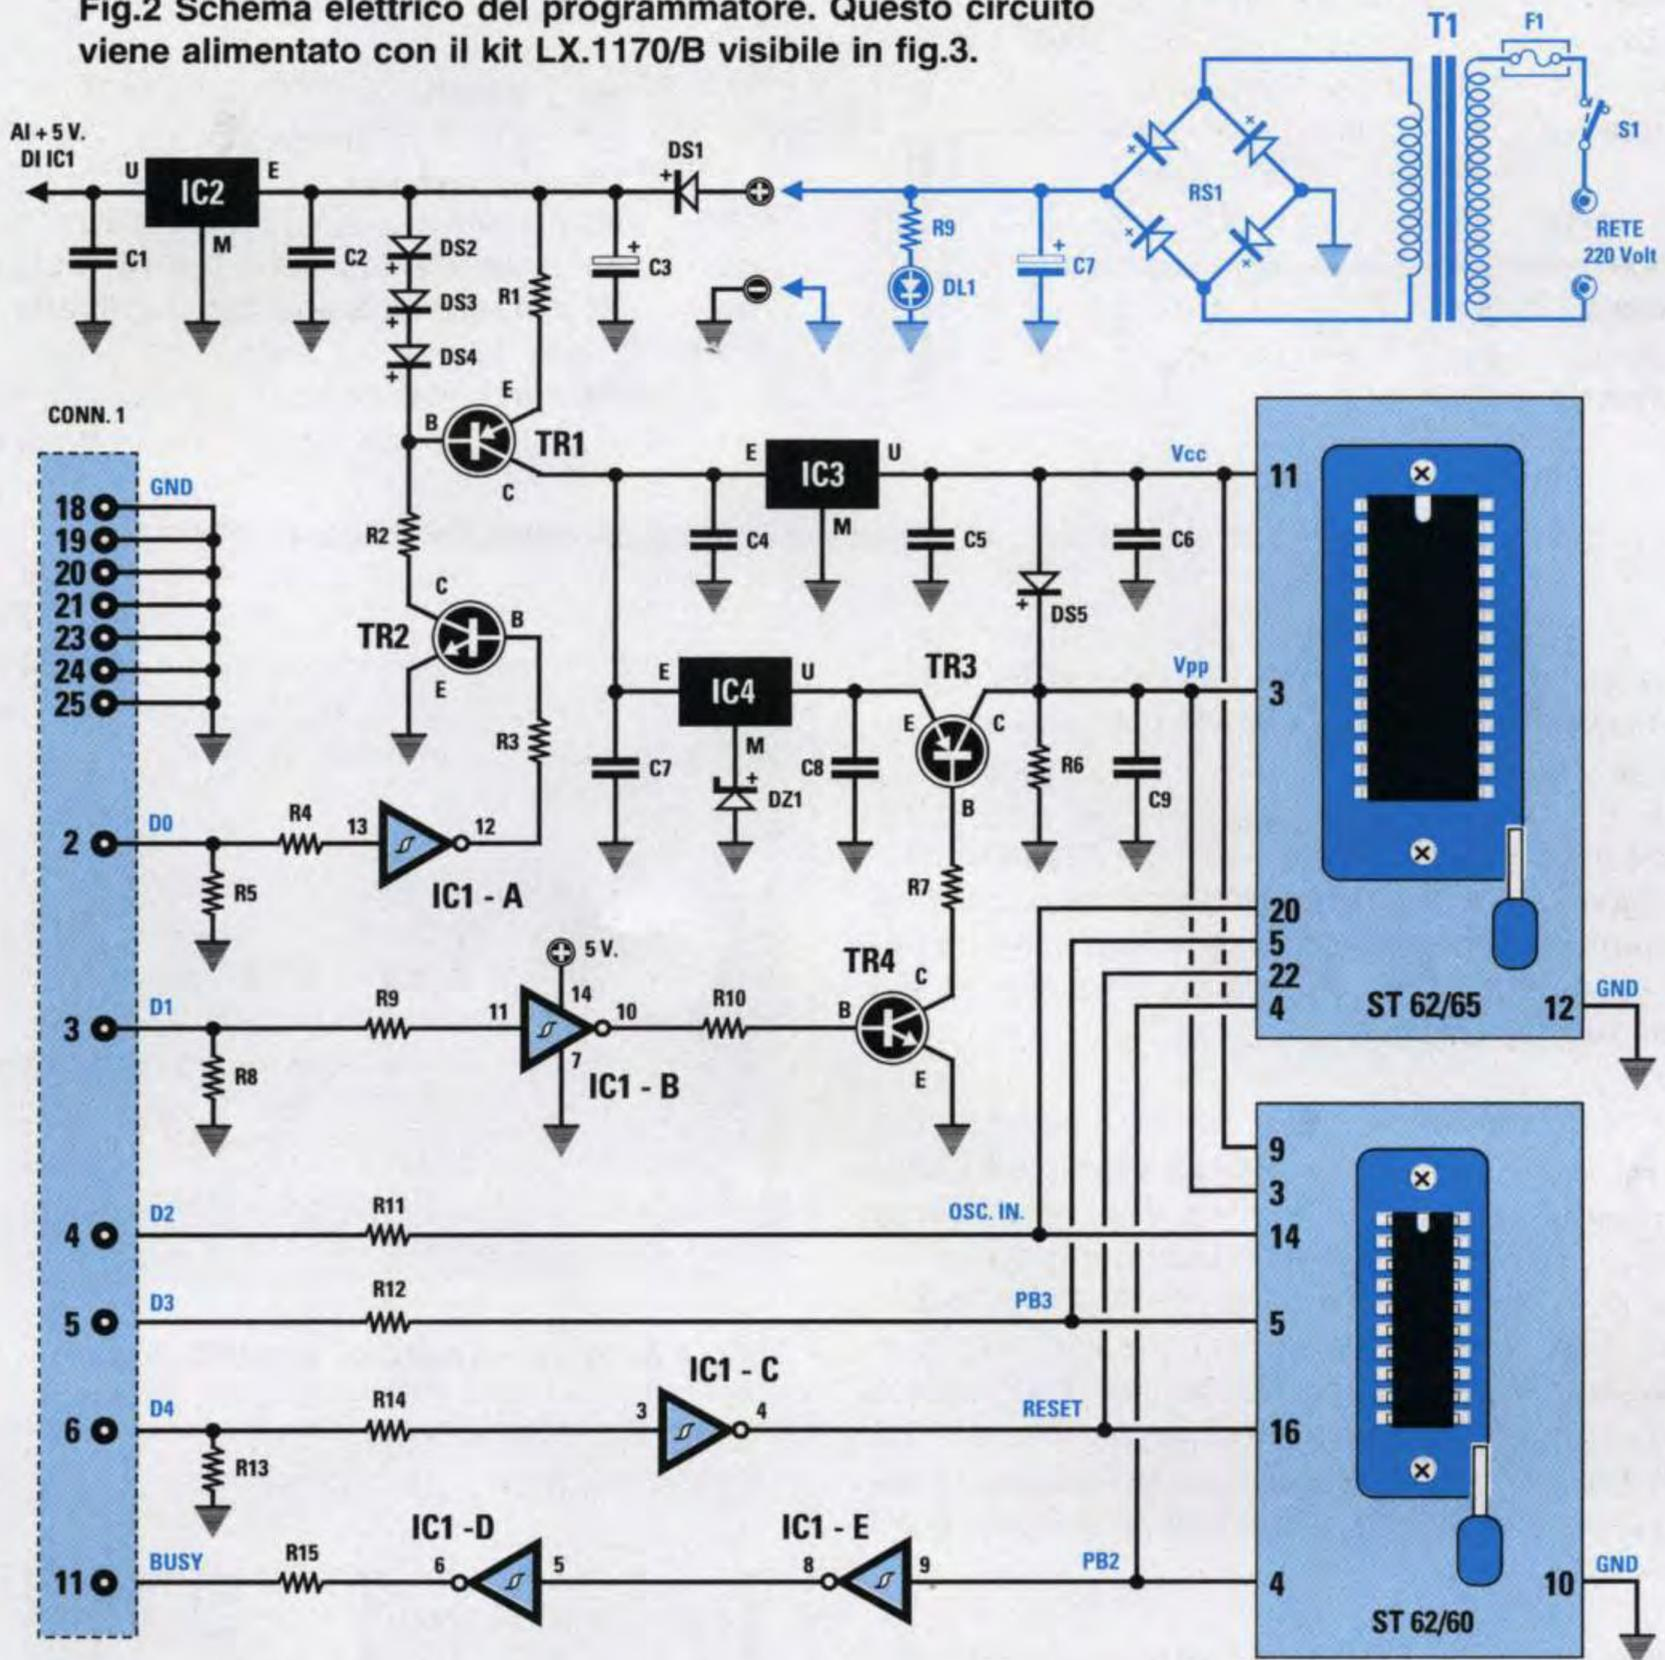 Fig.2 Schema elettrico del programmatore. Questo circuito
viene alimentato con il kit LX.1170/B visibile in fig.3.
T1
F1
S1
RETE
220 Volt
RS1
AI + 5 V.
DI IC1
U
IC2
E
M
DS1
C1
C2
DS2
DS3
DS4
R1
C3
R9
DL1
C7
CONN. 1
E
B
TR1
C
E
IC3
U
M
Vcc
11
18
GND
19
20
21
23
24
25
R2
C4
C5
C6
DS5
C
TR2
B
E
R3
E
IC4
U
M
TR3
E
C
B
Vpp
3
C7
DZ1
C8
R6
C9
2
D0
R4
13
12
R5
IC1 - A
R7
20
5
22
4
ST 62/65
12
GND
5 V.
TR4
C
B
E
3
D1
R9
11
14
10
7
R10
R8
IC1 - B
9
3
4
D2
R11
OSC. IN.
14
5
D3
R12
PB3
5
IC1 - C
6
D4
R14
3
4
RESET
16
R13
IC1 -D
IC1 - E
11
BUSY
R15
6
5
8
9
PB2
4
10
GND
ST 62/60